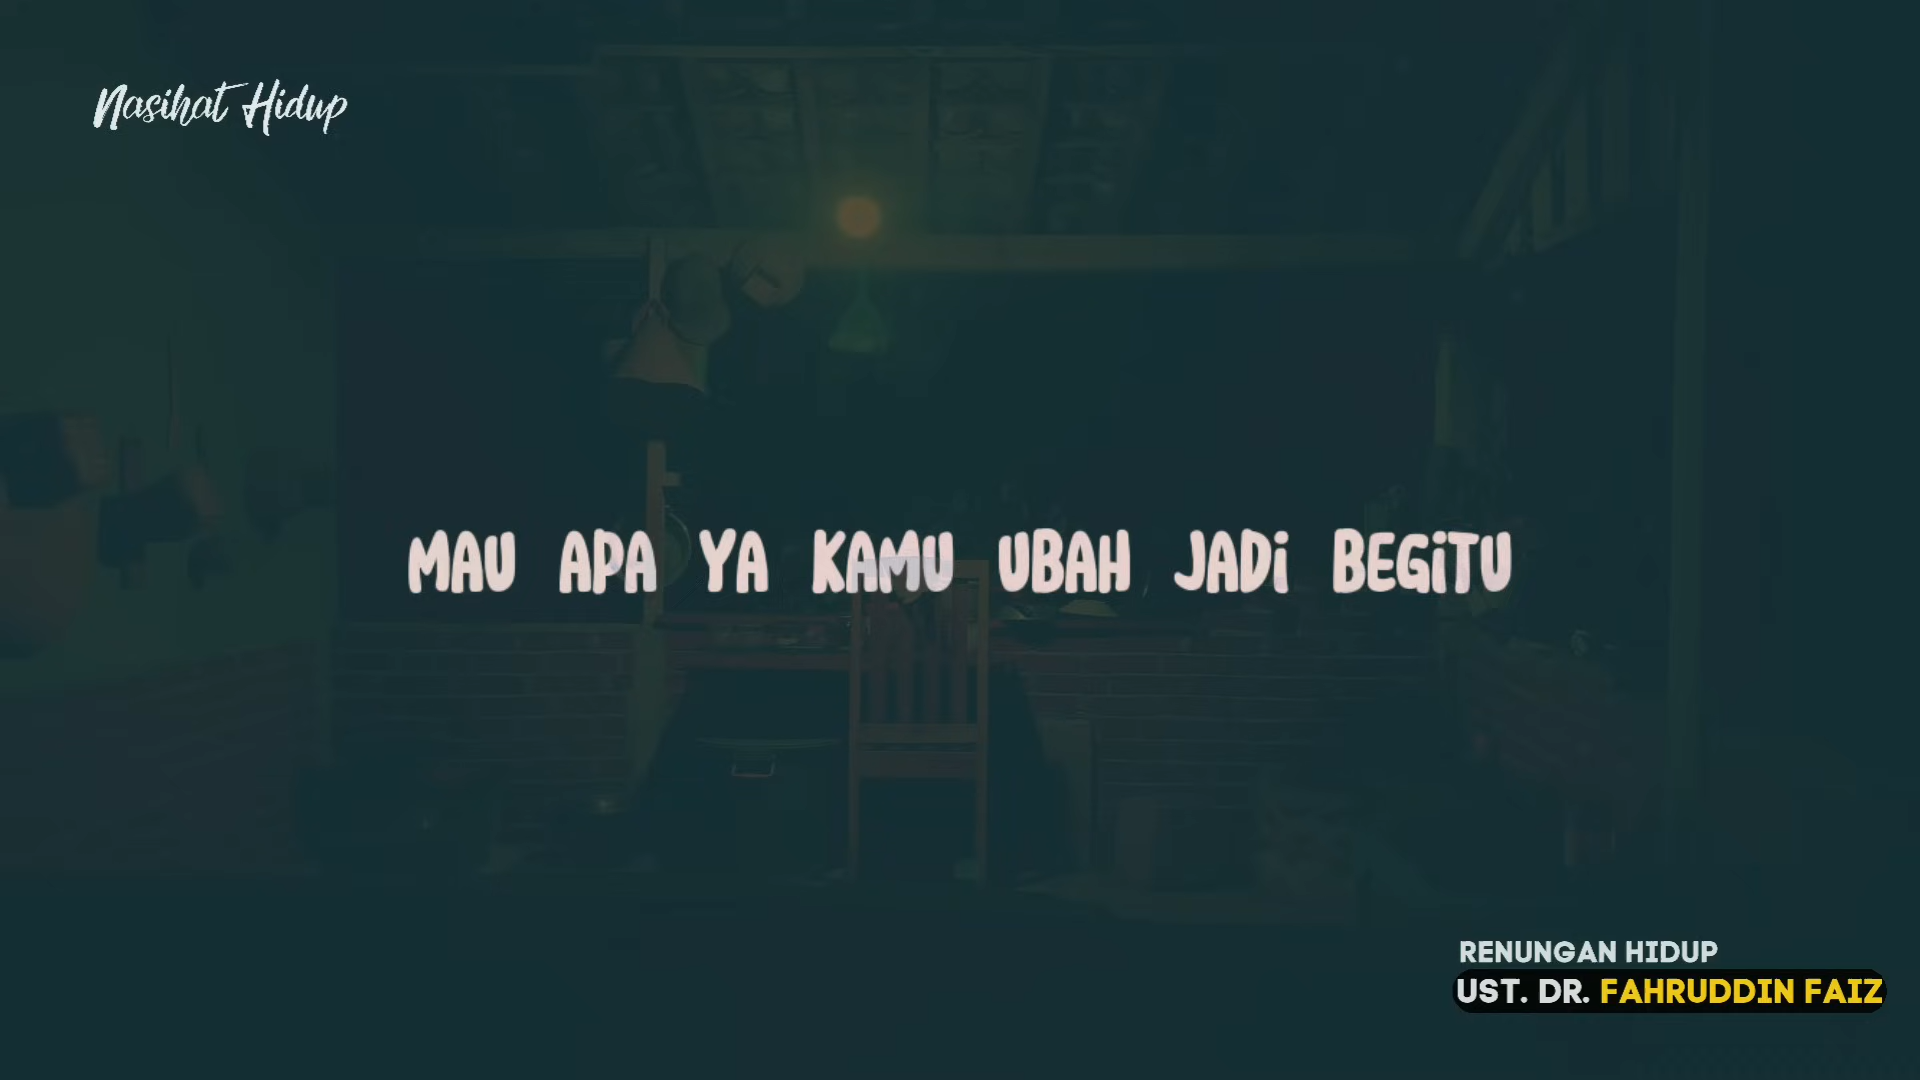 Nasihat Hidup
MAU APA YA KAMU UBAH JADI BEGITU
RENUNGAN HIDUP
UST. DR. FAHRUDDIN FAIZ